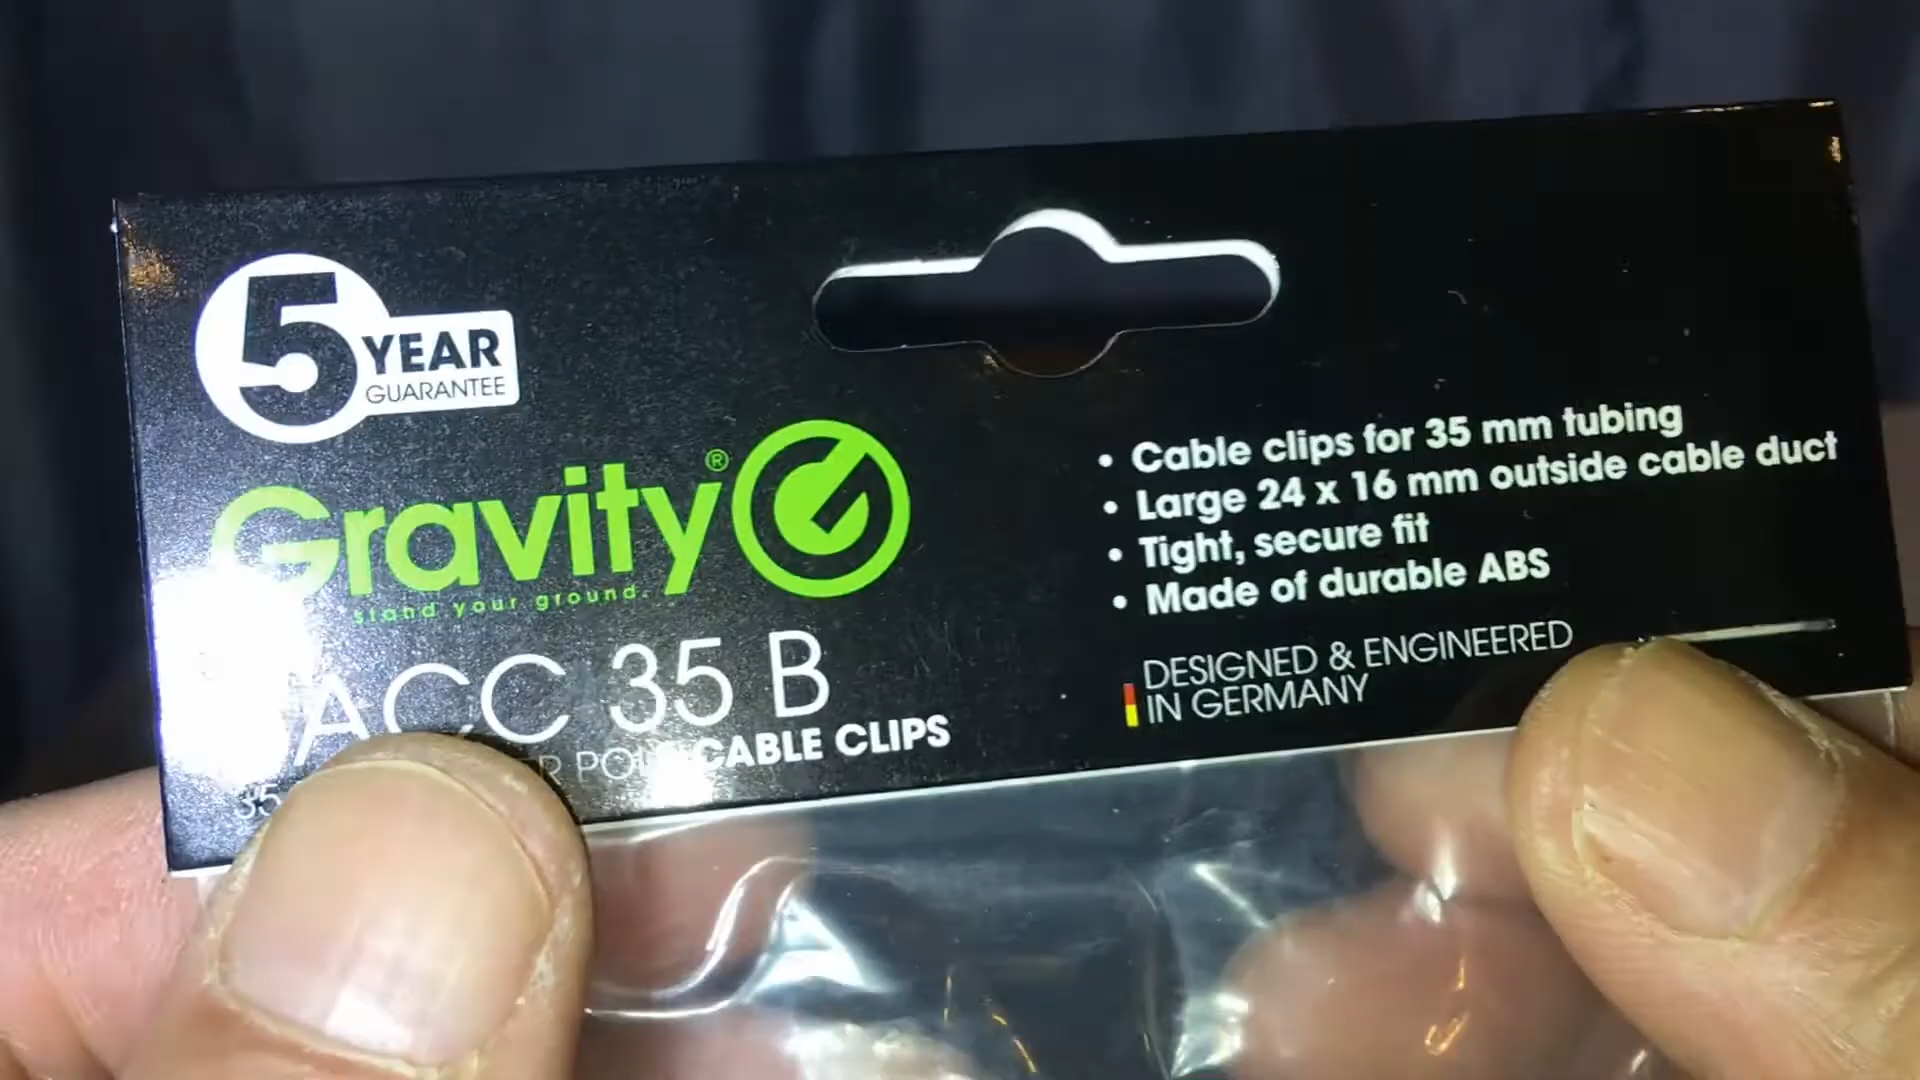 5 YEAR
GUARANTEE
Gravity®
stand your ground.
ACC 35 B
CABLE CLIPS
35
• Cable clips for 35 mm tubing
• Large 24 x 16 mm outside cable duct
• Tight, secure fit
• Made of durable ABS
DESIGNED & ENGINEERED
IN GERMANY